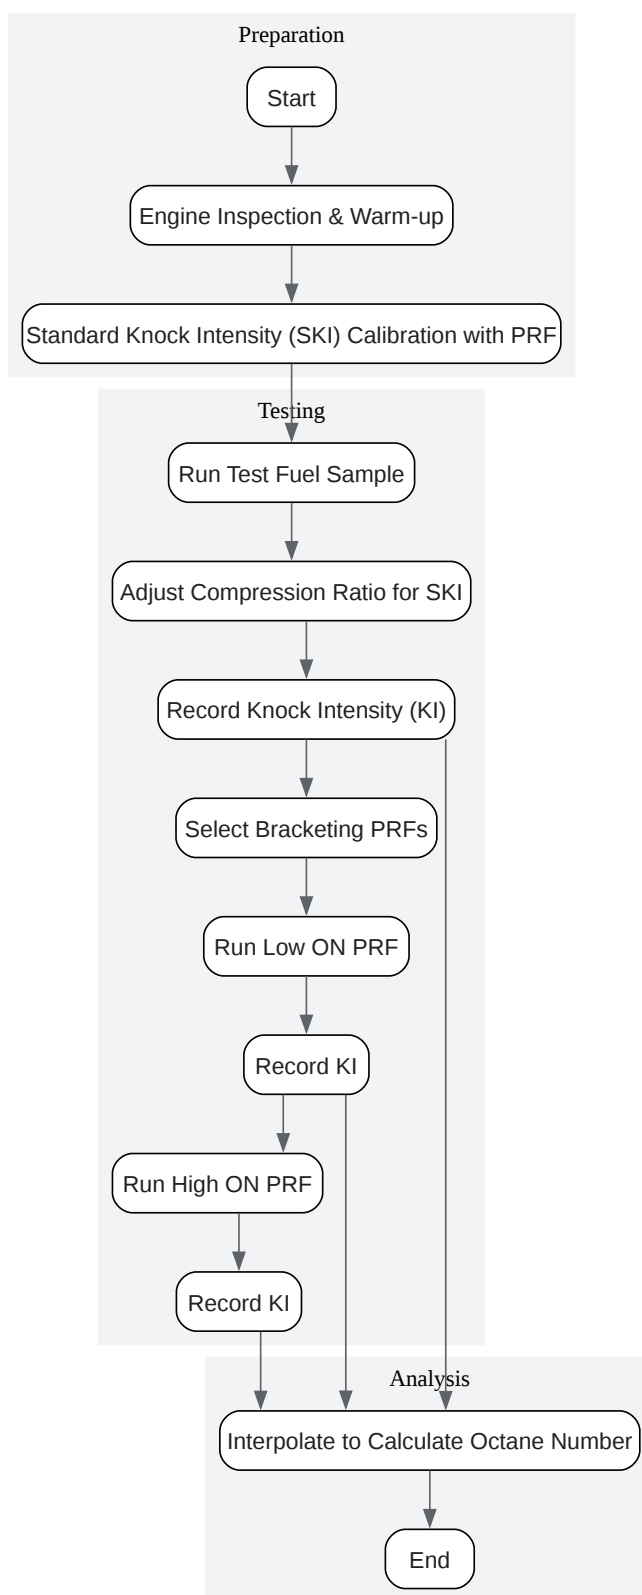 Preparation
Start
Engine Inspection & Warm-up
Standard Knock Intensity (SKI) Calibration with PRF
Testing
Run Test Fuel Sample
Adjust Compression Ratio for SKI
Record Knock Intensity (KI)
Select Bracketing PRFs
Run Low ON PRF
Record KI
Run High ON PRF
Record KI
Analysis
Interpolate to Calculate Octane Number
End